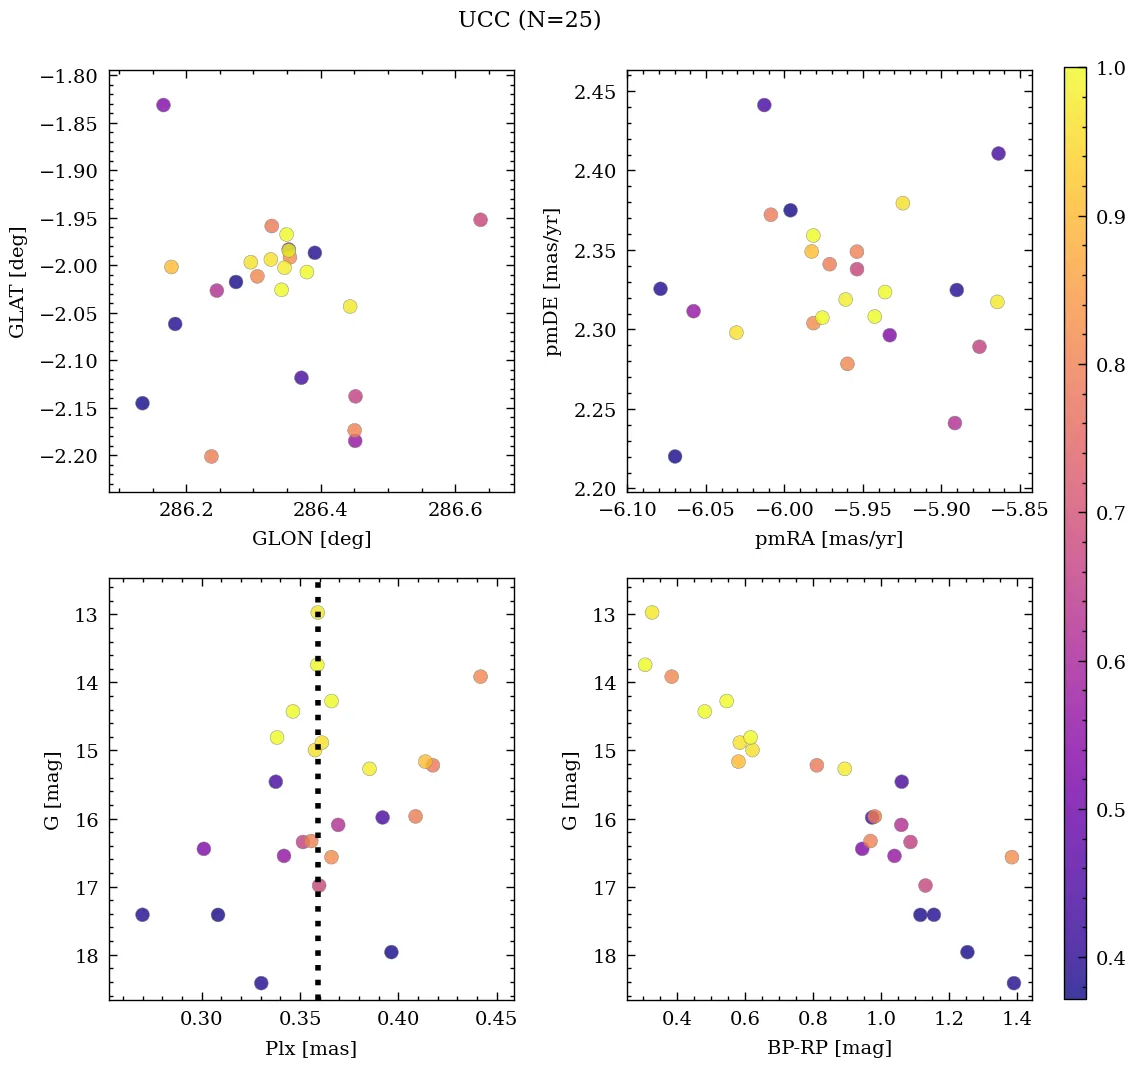 UCC (N=25)
−1.80
−1.85
−1.90
−1.95
−2.00
−2.05
−2.10
−2.15
−2.20
GLAT [deg]
286.2 286.4 286.6
GLON [deg]
2.45
2.40
2.35
2.30
2.25
2.20
pmDE [mas/yr]
−6.10 −6.05 −6.00 −5.95 −5.90 −5.85
pmRA [mas/yr]
13
14
15
16
17
18
G [mag]
0.30 0.35 0.40 0.45
Plx [mas]
13
14
15
16
17
18
G [mag]
0.4 0.6 0.8 1.0 1.2 1.4
BP-RP [mag]
1.0
0.9
0.8
0.7
0.6
0.5
0.4